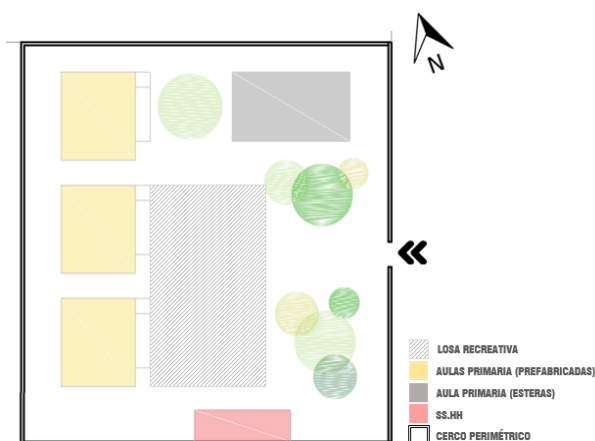 N
LOSA RECREATIVA
AULAS PRIMARIA (PREFABRICADAS)
AULA PRIMARIA (ESTERAS)
SS.HH
CERCO PERIMÉTRICO